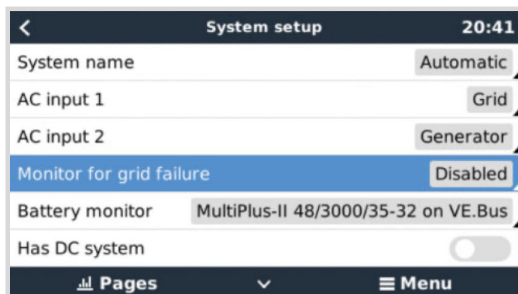 System setup 20:41
System name Automatic
AC input 1 Grid
AC input 2 Generator
Monitor for grid failure Disabled
Battery monitor MultiPlus-II 48/3000/35-32 on VE.Bus
Has DC system
Pages Menu